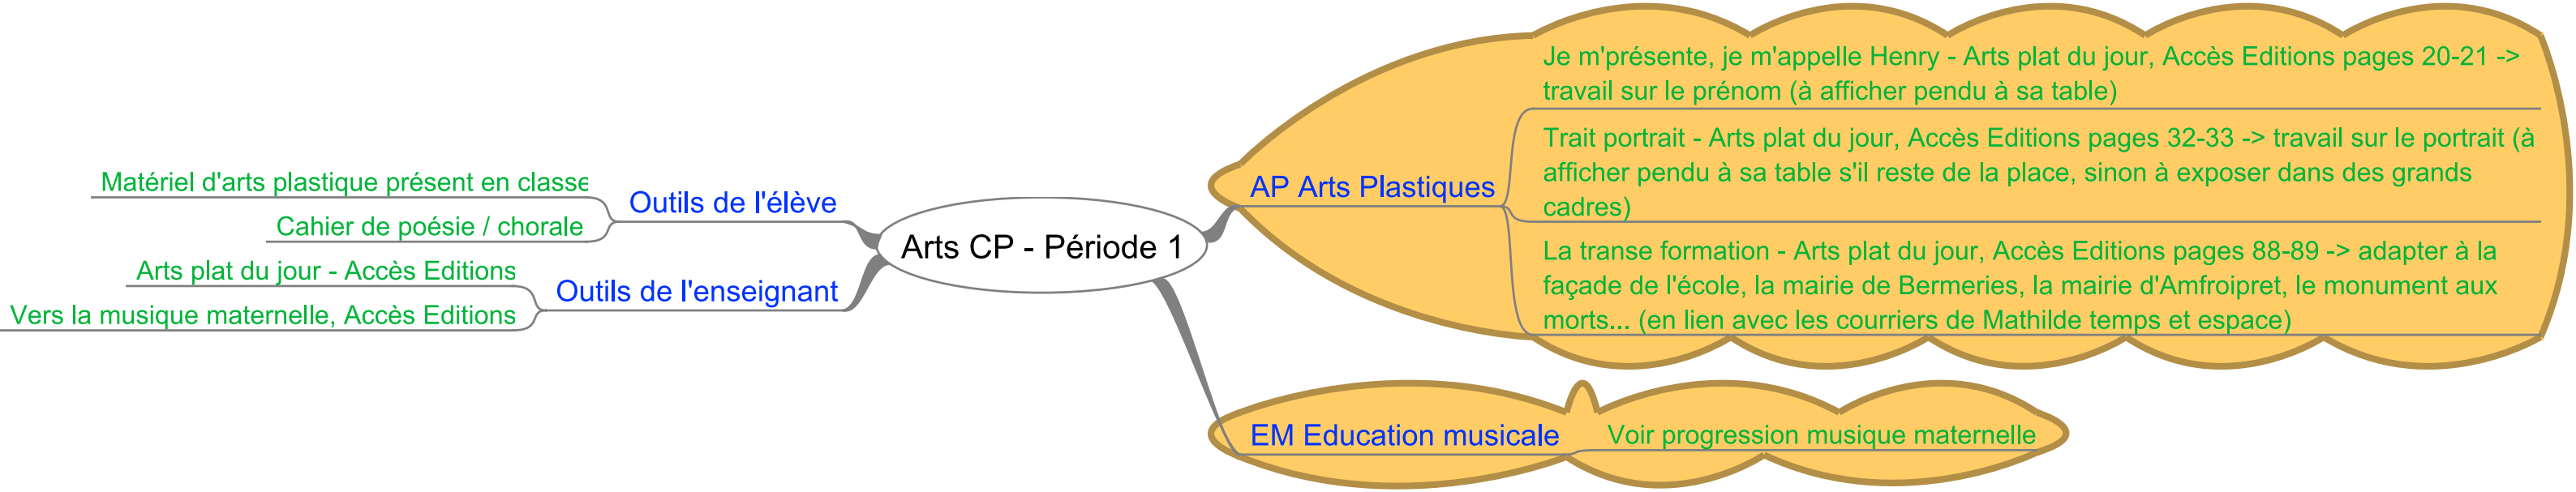 Arts CP - Période 1
Outils de l'élève
Matériel d'arts plastique présent en classe
Cahier de poésie / chorale
Outils de l'enseignant
Arts plat du jour - Accès Editions
Vers la musique maternelle, Accès Editions
AP Arts Plastiques
Je m'présente, je m'appelle Henry - Arts plat du jour, Accès Editions pages 20-21 ->
travail sur le prénom (à afficher pendu à sa table)
Trait portrait - Arts plat du jour, Accès Editions pages 32-33 -> travail sur le portrait (à
afficher pendu à sa table s'il reste de la place, sinon à exposer dans des grands
cadres)
La transe formation - Arts plat du jour, Accès Editions pages 88-89 -> adapter à la
façade de l'école, la mairie de Bermeries, la mairie d'Amfroipret, le monument aux
morts... (en lien avec les courriers de Mathilde temps et espace)
EM Education musicale
Voir progression musique maternelle